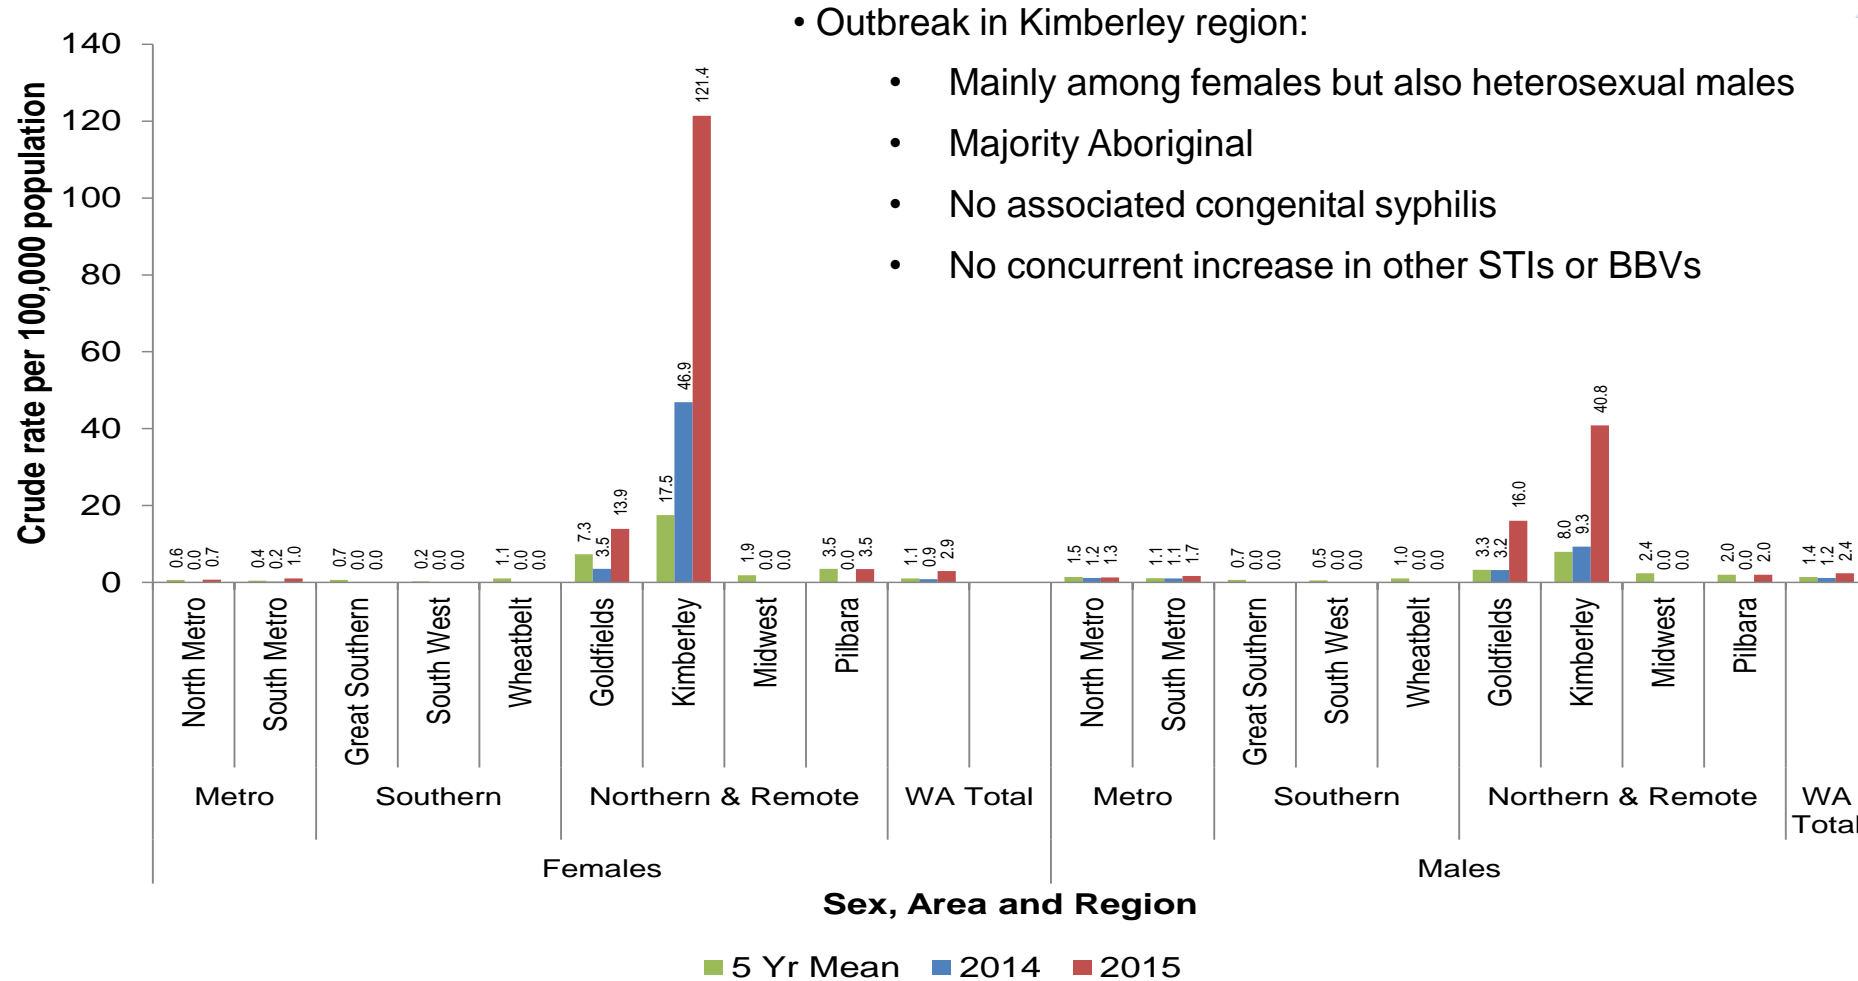 • Outbreak in Kimberley region:
• Mainly among females but also heterosexual males
• Majority Aboriginal
• No associated congenital syphilis
• No concurrent increase in other STIs or BBVs
Crude rate per 100,000 population
140
120
100
80
60
40
20
0
0.6 0.0 0.7
0.4 0.2 1.0
0.7 0.0 0.0
0.2 0.0 0.0
1.1 0.0 0.0
7.3 3.5 13.9
17.5 46.9 121.4
1.9 0.0 0.0
3.5 0.0 3.5
1.1 0.9 2.9
1.5 1.2 1.3
1.1 1.1 1.7
0.7 0.0 0.0
0.5 0.0 0.0
1.0 0.0 0.0
3.3 3.2 16.0
8.0 9.3 40.8
2.4 0.0 0.0
2.0 0.0 2.0
1.4 1.2 2.4
North Metro
South Metro
Great Southern
South West
Wheatbelt
Goldfields
Kimberley
Midwest
Pilbara
North Metro
South Metro
Great Southern
South West
Wheatbelt
Goldfields
Kimberley
Midwest
Pilbara
Metro
Southern
Northern & Remote
WA Total
Metro
Southern
Northern & Remote
WA
Total
Females
Males
Sex, Area and Region
5 Yr Mean
2014
2015